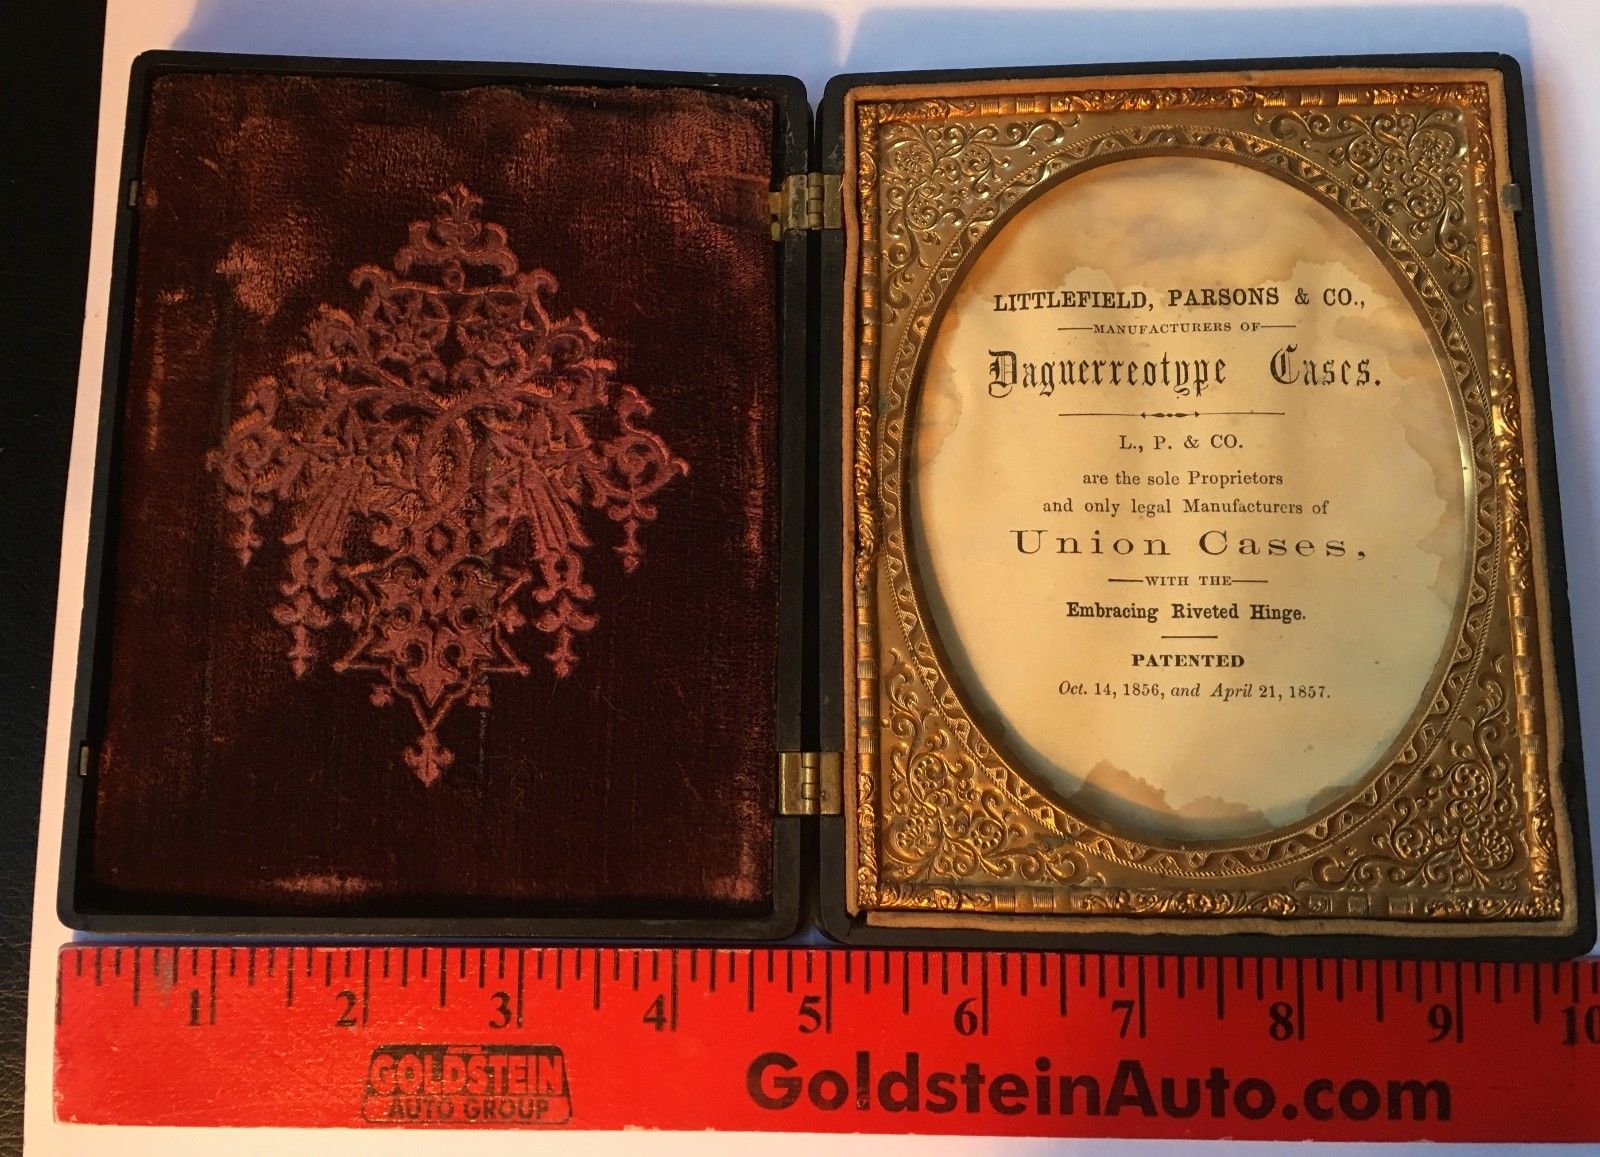 LITTLEFIELD, PARSONS & CO.,
MANUFACTURERS OF
Daguerreotype Cases.
L., P. & CO.
are the sole Proprietors
and only legal Manufacturers of
Union Cases,
WITH THE
Embracing Riveted Hinge.
PATENTED
Oct. 14, 1856, and April 21, 1857.
1 2 3 4 5 6 7 8 9 10
GOLDSTEIN
AUTO GROUP
GoldsteinAuto.com